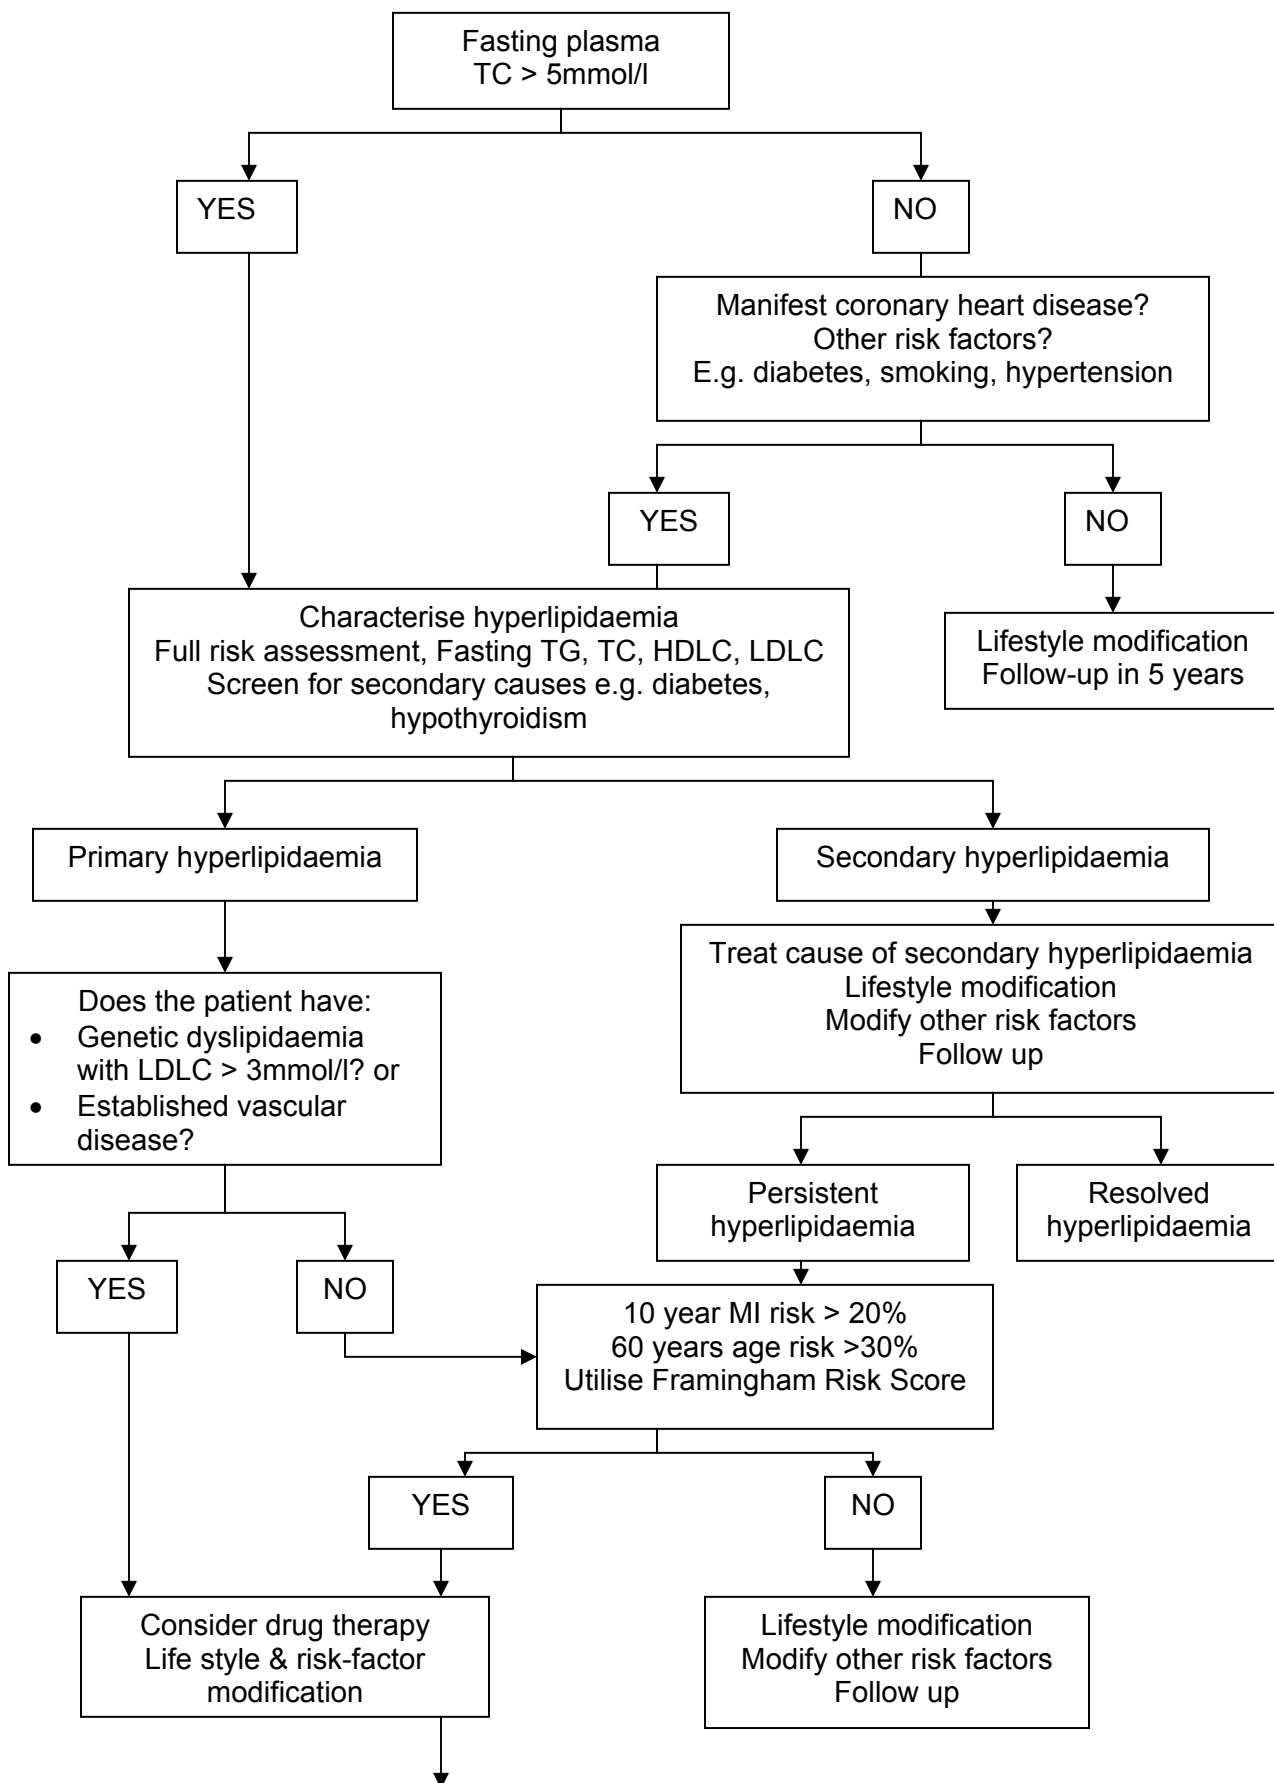 Fasting plasma
TC > 5mmol/l
YES
NO
Manifest coronary heart disease?
Other risk factors?
E.g. diabetes, smoking, hypertension
YES
NO
Characterise hyperlipidaemia
Full risk assessment, Fasting TG, TC, HDLC, LDLC
Screen for secondary causes e.g. diabetes,
hypothyroidism
Lifestyle modification
Follow-up in 5 years
Primary hyperlipidaemia
Secondary hyperlipidaemia
Treat cause of secondary hyperlipidaemia
Lifestyle modification
Modify other risk factors
Follow up
Does the patient have:
• Genetic dyslipidaemia
with LDLC > 3mmol/l? or
• Established vascular
disease?
Persistent
hyperlipidaemia
Resolved
hyperlipidaemia
YES
NO
10 year MI risk > 20%
60 years age risk >30%
Utilise Framingham Risk Score
YES
NO
Consider drug therapy
Life style & risk-factor
modification
Lifestyle modification
Modify other risk factors
Follow up